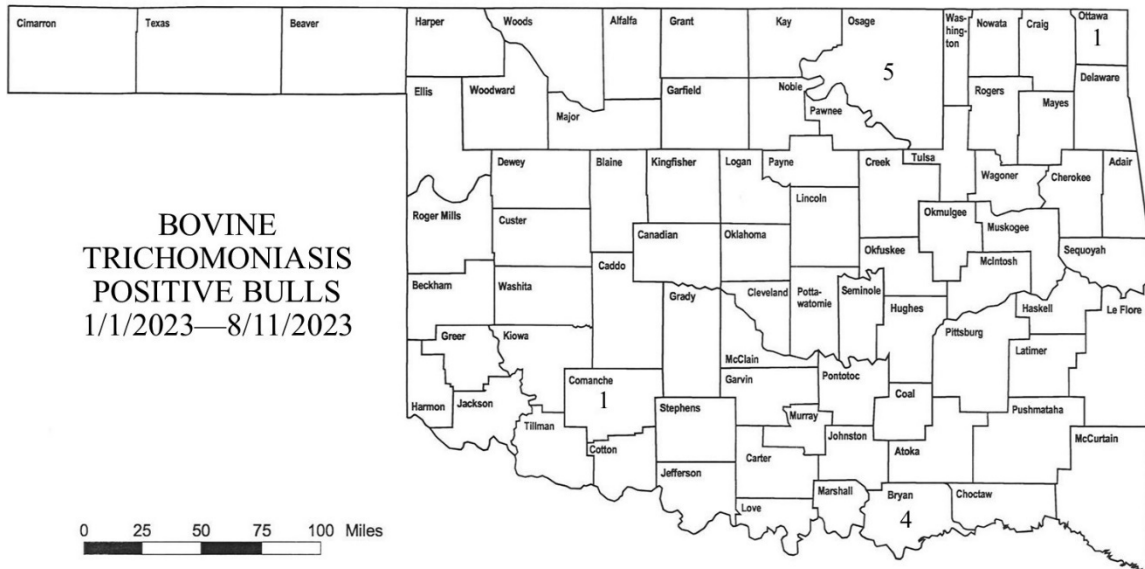 Cimarron
Texas
Beaver
Harper
Woods
Alfalfa
Grant
Kay
Osage
5
Was-
hing-
ton
Nowata
Craig
Ottawa
1
Ellis
Woodward
Major
Garfield
Noble
Pawnee
Rogers
Mayes
Delaware
Dewey
Blaine
Kingfisher
Logan
Payne
Creek
Tulsa
Wagoner
Cherokee
Adair
Roger Mills
Custer
Canadian
Oklahoma
Lincoln
Okfuskee
Okmulgee
Muskogee
McIntosh
Sequoyah
BOVINE
TRICHOMONIASIS
POSITIVE BULLS
1/1/2023—8/11/2023
Beckham
Washita
Caddo
Grady
Cleveland
Potta-
watomie
Seminole
Hughes
Pittsburg
Haskell
Le Flore
Greer
Kiowa
McClain
Latimer
Harmon
Jackson
Comanche
1
Garvin
Pontotoc
Coal
Pushmataha
Tillman
Stephens
Murray
Johnston
Atoka
McCurtain
Cotton
Jefferson
Carter
Love
Marshall
Bryan
4
Choctaw
0 25 50 75 100 Miles